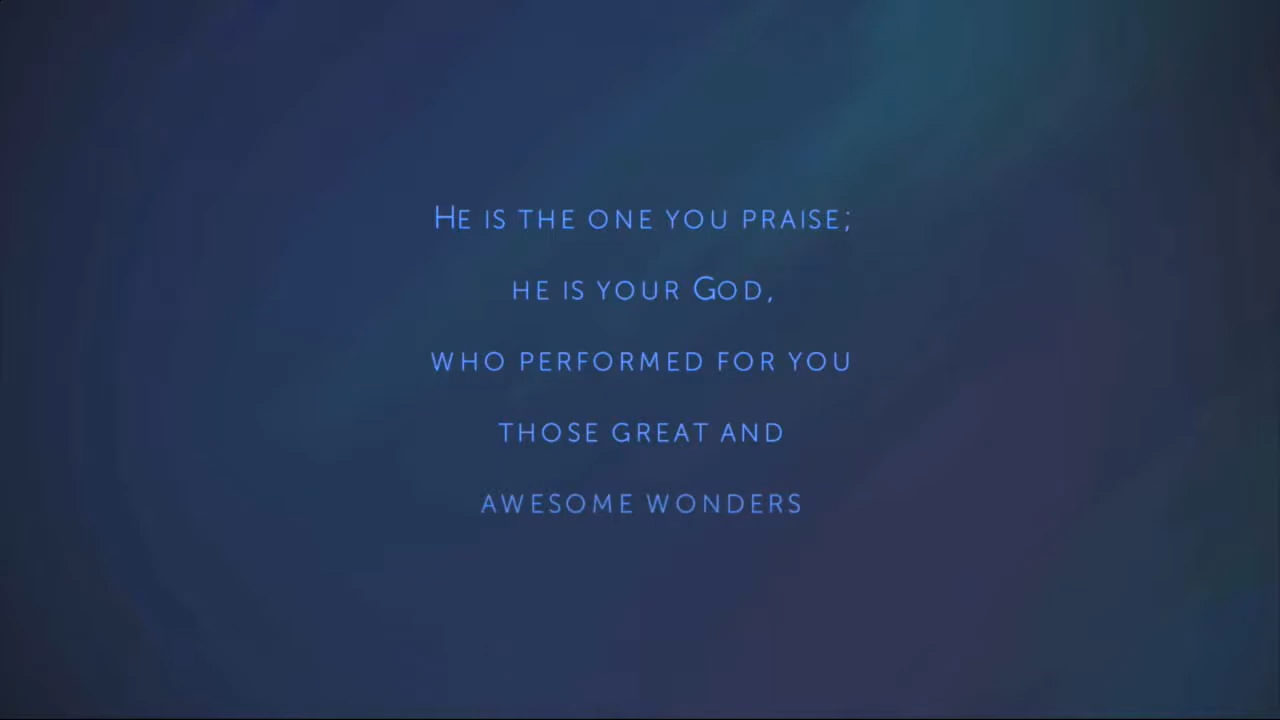 He is the one you praise;
he is your God,
who performed for you
those great and
awesome wonders